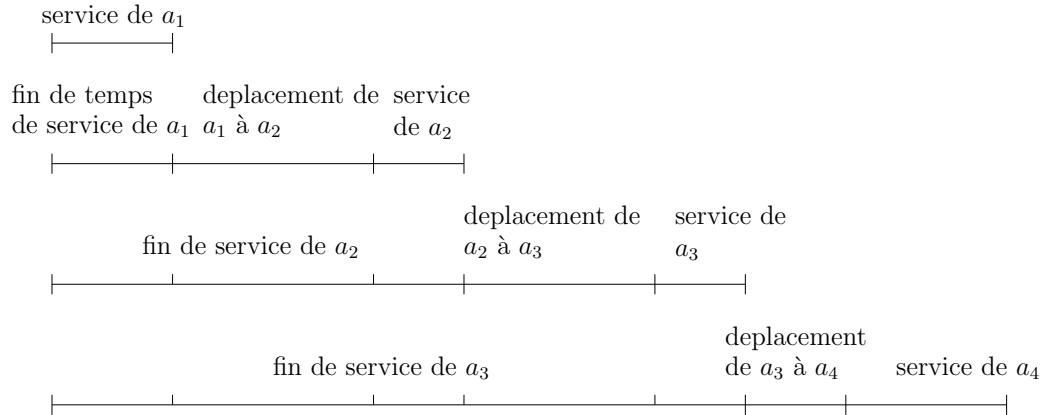 service de a₁
fin de temps
de service de a₁
deplacement de
a₁ à a₂
service
de a₂
fin de service de a₂
deplacement de
a₂ à a₃
service de
a₃
fin de service de a₃
deplacement
de a₃ à a₄
service de a₄